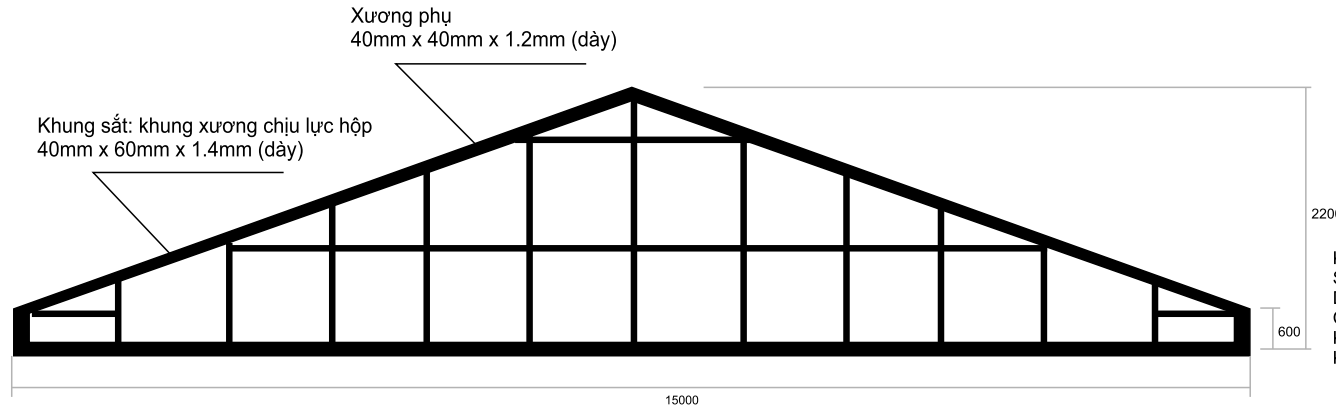 Xương phụ
40mm x 40mm x 1.2mm (dày)
Khung sắt: khung xương chịu lực hộp
40mm x 60mm x 1.4mm (dày)
2200
600
15000